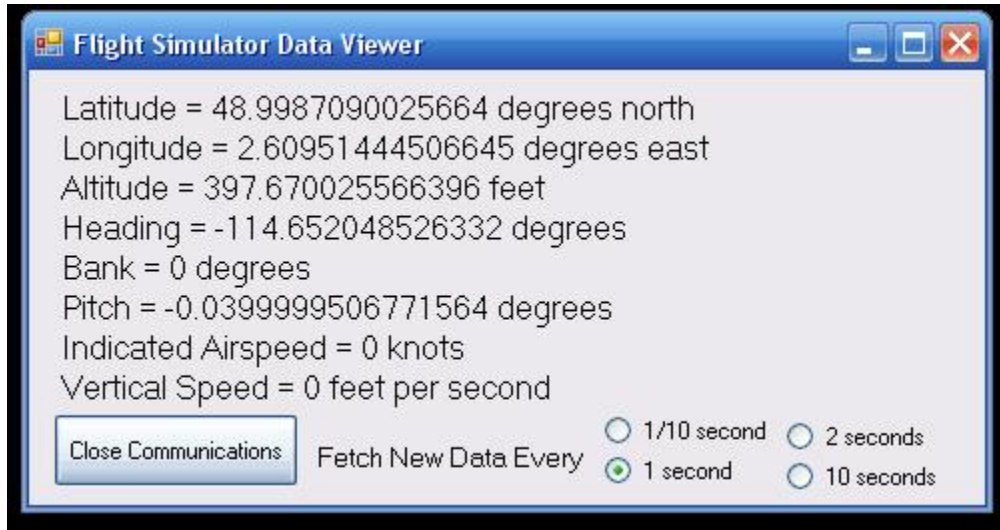 Flight Simulator Data Viewer
Latitude = 48.9987090025664 degrees north
Longitude = 2.60951444506645 degrees east
Altitude = 397.670025566396 feet
Heading = -114.652048526332 degrees
Bank = 0 degrees
Pitch = -0.0399999506771564 degrees
Indicated Airspeed = 0 knots
Vertical Speed = 0 feet per second
Close Communications
Fetch New Data Every
1/10 second
2 seconds
1 second
10 seconds